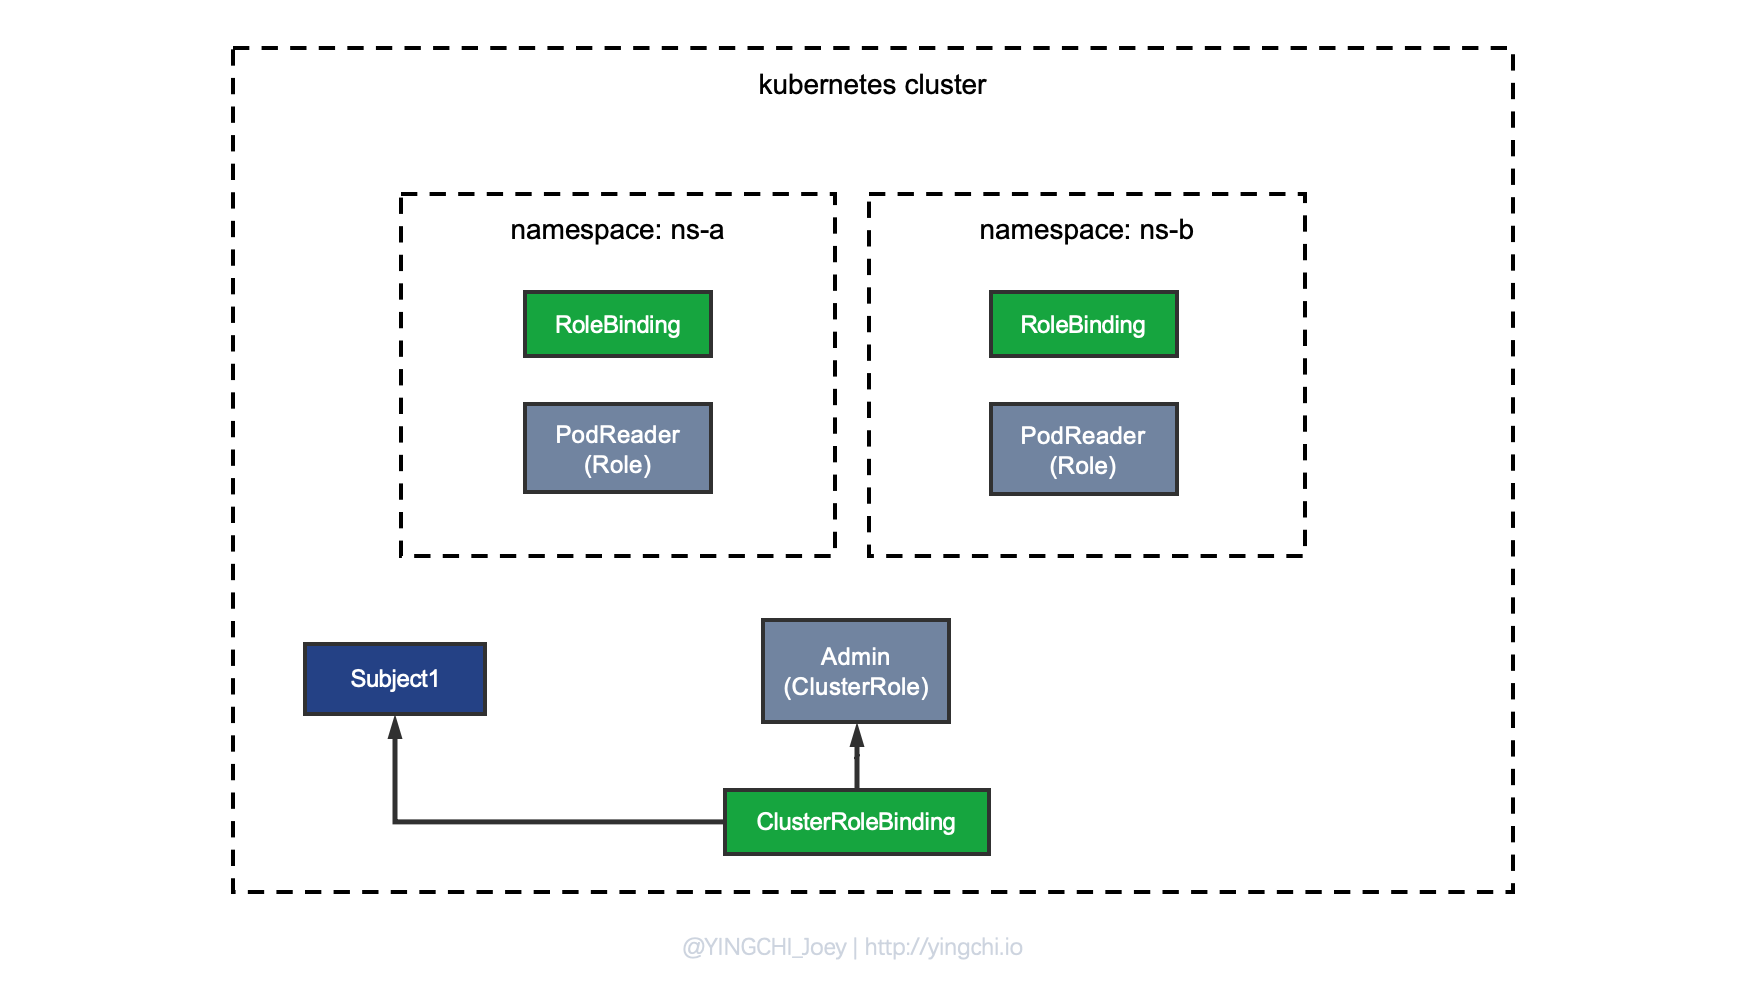 kubernetes cluster
namespace: ns-a
RoleBinding
PodReader
(Role)
namespace: ns-b
RoleBinding
PodReader
(Role)
Subject1
Admin
(ClusterRole)
ClusterRoleBinding
@YINGCHI_Joey | http://yingchi.io